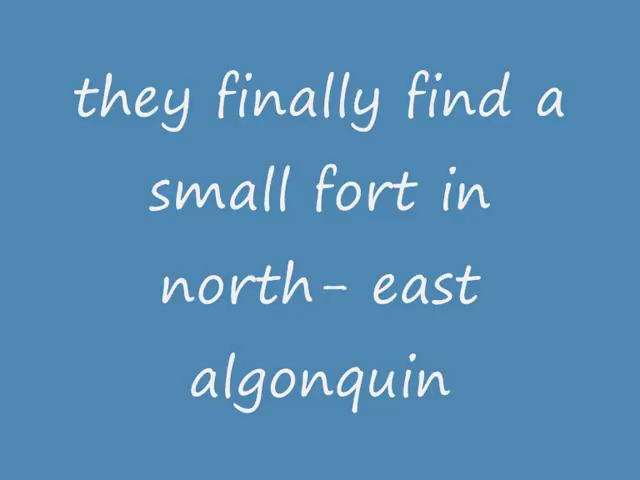 they finally find a
small fort in
north- east
algonquin